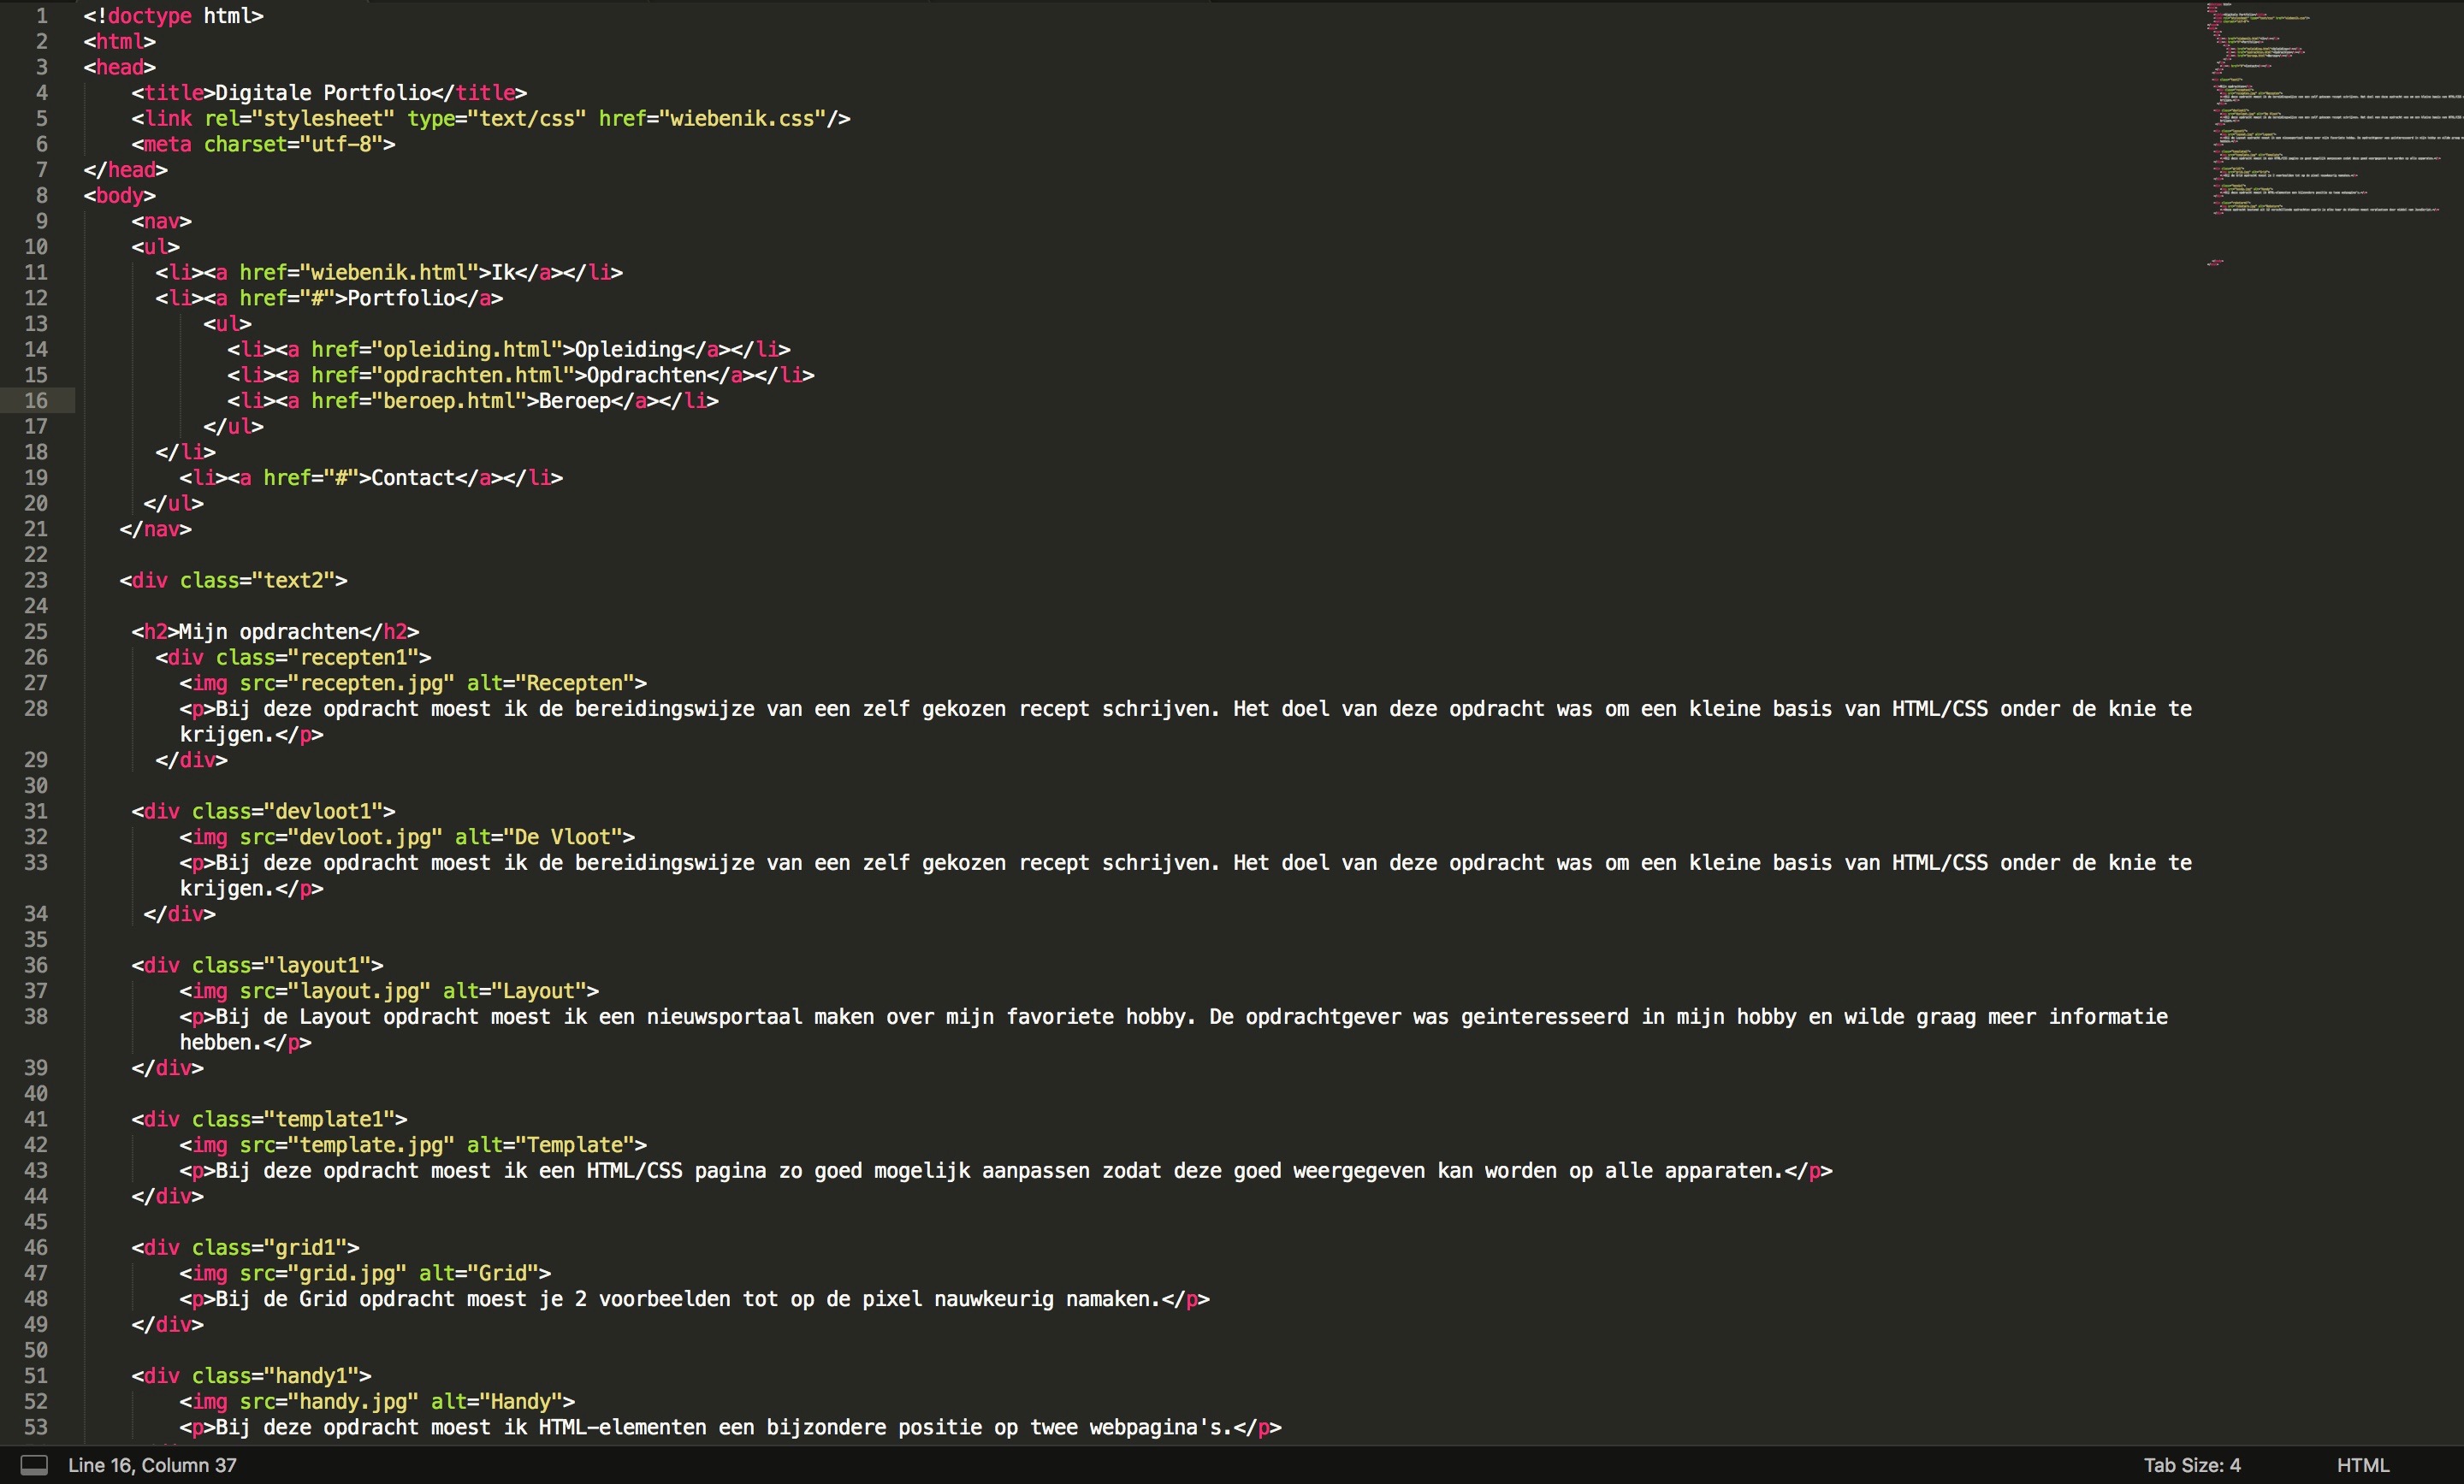 1 <!doctype html>
2 <html>
3 <head>
4 <title>Digitale Portfolio</title>
5 <link rel="stylesheet" type="text/css" href="wiebenik.css"/>
6 <meta charset="utf-8">
7 </head>
8 <body>
9 <nav>
10 <ul>
11 <li><a href="wiebenik.html">Ik</a></li>
12 <li><a href="#">Portfolio</a>
13 <ul>
14 <li><a href="opleiding.html">Opleiding</a></li>
15 <li><a href="opdrachten.html">Opdrachten</a></li>
16 <li><a href="beroep.html">Beroep</a></li>
17 </ul>
18 </li>
19 <li><a href="#">Contact</a></li>
20 </ul>
21 </nav>
22
23 <div class="text2">
24
25 <h2>Mijn opdrachten</h2>
26 <div class="recepten1">
27 <img src="recepten.jpg" alt="Recepten">
28 <p>Bij deze opdracht moest ik de bereidingswijze van een zelf gekozen recept schrijven. Het doel van deze opdracht was om een kleine basis van HTML/CSS onder de knie te
krijgen.</p>
29 </div>
30
31 <div class="devloot1">
32 <img src="devloot.jpg" alt="De Vloot">
33 <p>Bij deze opdracht moest ik de bereidingswijze van een zelf gekozen recept schrijven. Het doel van deze opdracht was om een kleine basis van HTML/CSS onder de knie te
krijgen.</p>
34 </div>
35
36 <div class="layout1">
37 <img src="layout.jpg" alt="Layout">
38 <p>Bij de Layout opdracht moest ik een nieuwsportaal maken over mijn favoriete hobby. De opdrachtgever was geinteresseerd in mijn hobby en wilde graag meer informatie
hebben.</p>
39 </div>
40
41 <div class="template1">
42 <img src="template.jpg" alt="Template">
43 <p>Bij deze opdracht moest ik een HTML/CSS pagina zo goed mogelijk aanpassen zodat deze goed weergegeven kan worden op alle apparaten.</p>
44 </div>
45
46 <div class="grid1">
47 <img src="grid.jpg" alt="Grid">
48 <p>Bij de Grid opdracht moest je 2 voorbeelden tot op de pixel nauwkeurig namaken.</p>
49 </div>
50
51 <div class="handy1">
52 <img src="handy.jpg" alt="Handy">
53 <p>Bij deze opdracht moest ik HTML-elementen een bijzondere positie op twee webpagina's.</p>
Line 16, Column 37
Tab Size: 4
HTML